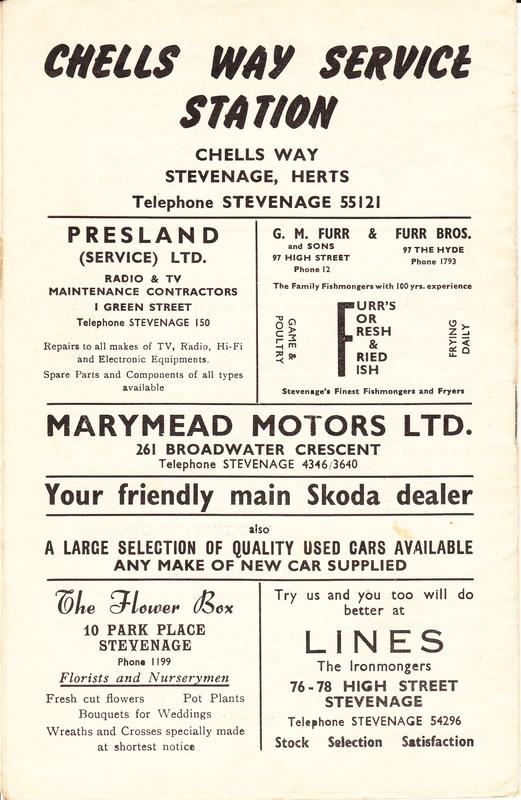 CHELLS WAY SERVICE
STATION
CHELLS WAY
STEVENAGE, HERTS
Telephone STEVENAGE 55121
PRESLAND
(SERVICE) LTD.
RADIO & TV
MAINTENANCE CONTRACTORS
1 GREEN STREET
Telephone STEVENAGE 150
Repairs to all makes of TV, Radio, Hi-Fi
and Electronic Equipments.
Spare Parts and Components of all types
available
G. M. FURR & FURR BROS.
and SONS
97 HIGH STREET
Phone 12
97 THE HYDE
Phone 1793
The Family Fishmongers with 100 yrs. experience
GAME &
POULTRY
FURR'S
OR
RESH
&
RIED
ISH
FRYING
DAILY
Stevenage's Finest Fishmongers and Fryers
MARYMEAD MOTORS LTD.
261 BROADWATER CRESCENT
Telephone STEVENAGE 4346/3640
Your friendly main Skoda dealer
also
A LARGE SELECTION OF QUALITY USED CARS AVAILABLE
ANY MAKE OF NEW CAR SUPPLIED
The Flower Box
10 PARK PLACE
STEVENAGE
Phone 1199
Florists and Nurserymen
Fresh cut flowers Pot Plants
Bouquets for Weddings
Wreaths and Crosses specially made
at shortest notice
Try us and you too will do
better at
LINES
The Ironmongers
76-78 HIGH STREET
STEVENAGE
Telephone STEVENAGE 54296
Stock Selection Satisfaction